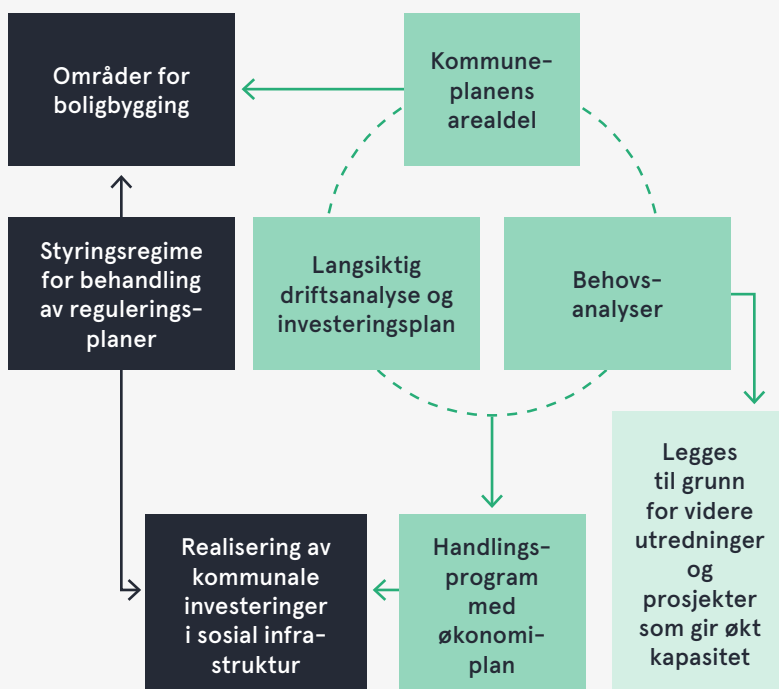 Områder for
boligbygging
Kommune-
planens
arealdel
Styringsregime
for behandling
av regulerings-
planer
Langsiktig
driftsanalyse og
investeringsplan
Behovs-
analyser
Realisering av
kommunale
investeringer
i sosial infra-
struktur
Handlings-
program
med
økonomi-
plan
Legges
til grunn
for videre
utredninger
og
prosjekter
som gir økt
kapasitet